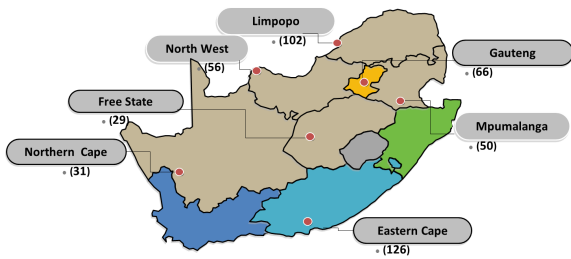 Limpopo
• (102)
North West
• (56)
Gauteng
• (66)
Free State
• (29)
Mpumalanga
• (50)
Northern Cape
• (31)
Eastern Cape
• (126)